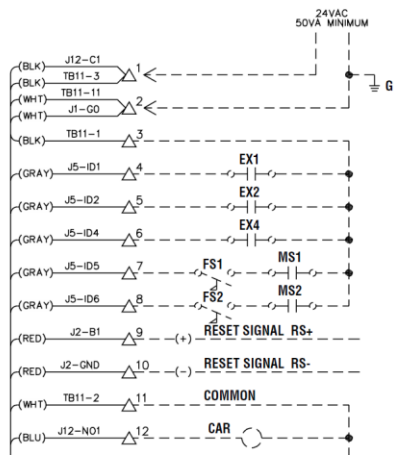 24VAC
50VA MINIMUM
(BLK) J12-C1 1
(BLK) TB11-3
(WHT) TB11-11 2
(WHT) J1-G0
G
(BLK) TB11-1 3
(GRAY) J5-ID1 4 EX1
(GRAY) J5-ID2 5 EX2
(GRAY) J5-ID4 6 EX4
(GRAY) J5-ID5 7 FS1 MS1
(GRAY) J5-ID6 8 FS2 MS2
(RED) J2-B1 9 (+) RESET SIGNAL RS+
(RED) J2-GND 10 (-) RESET SIGNAL RS-
(WHT) TB11-2 11 COMMON
(BLU) J12-NO1 12 CAR